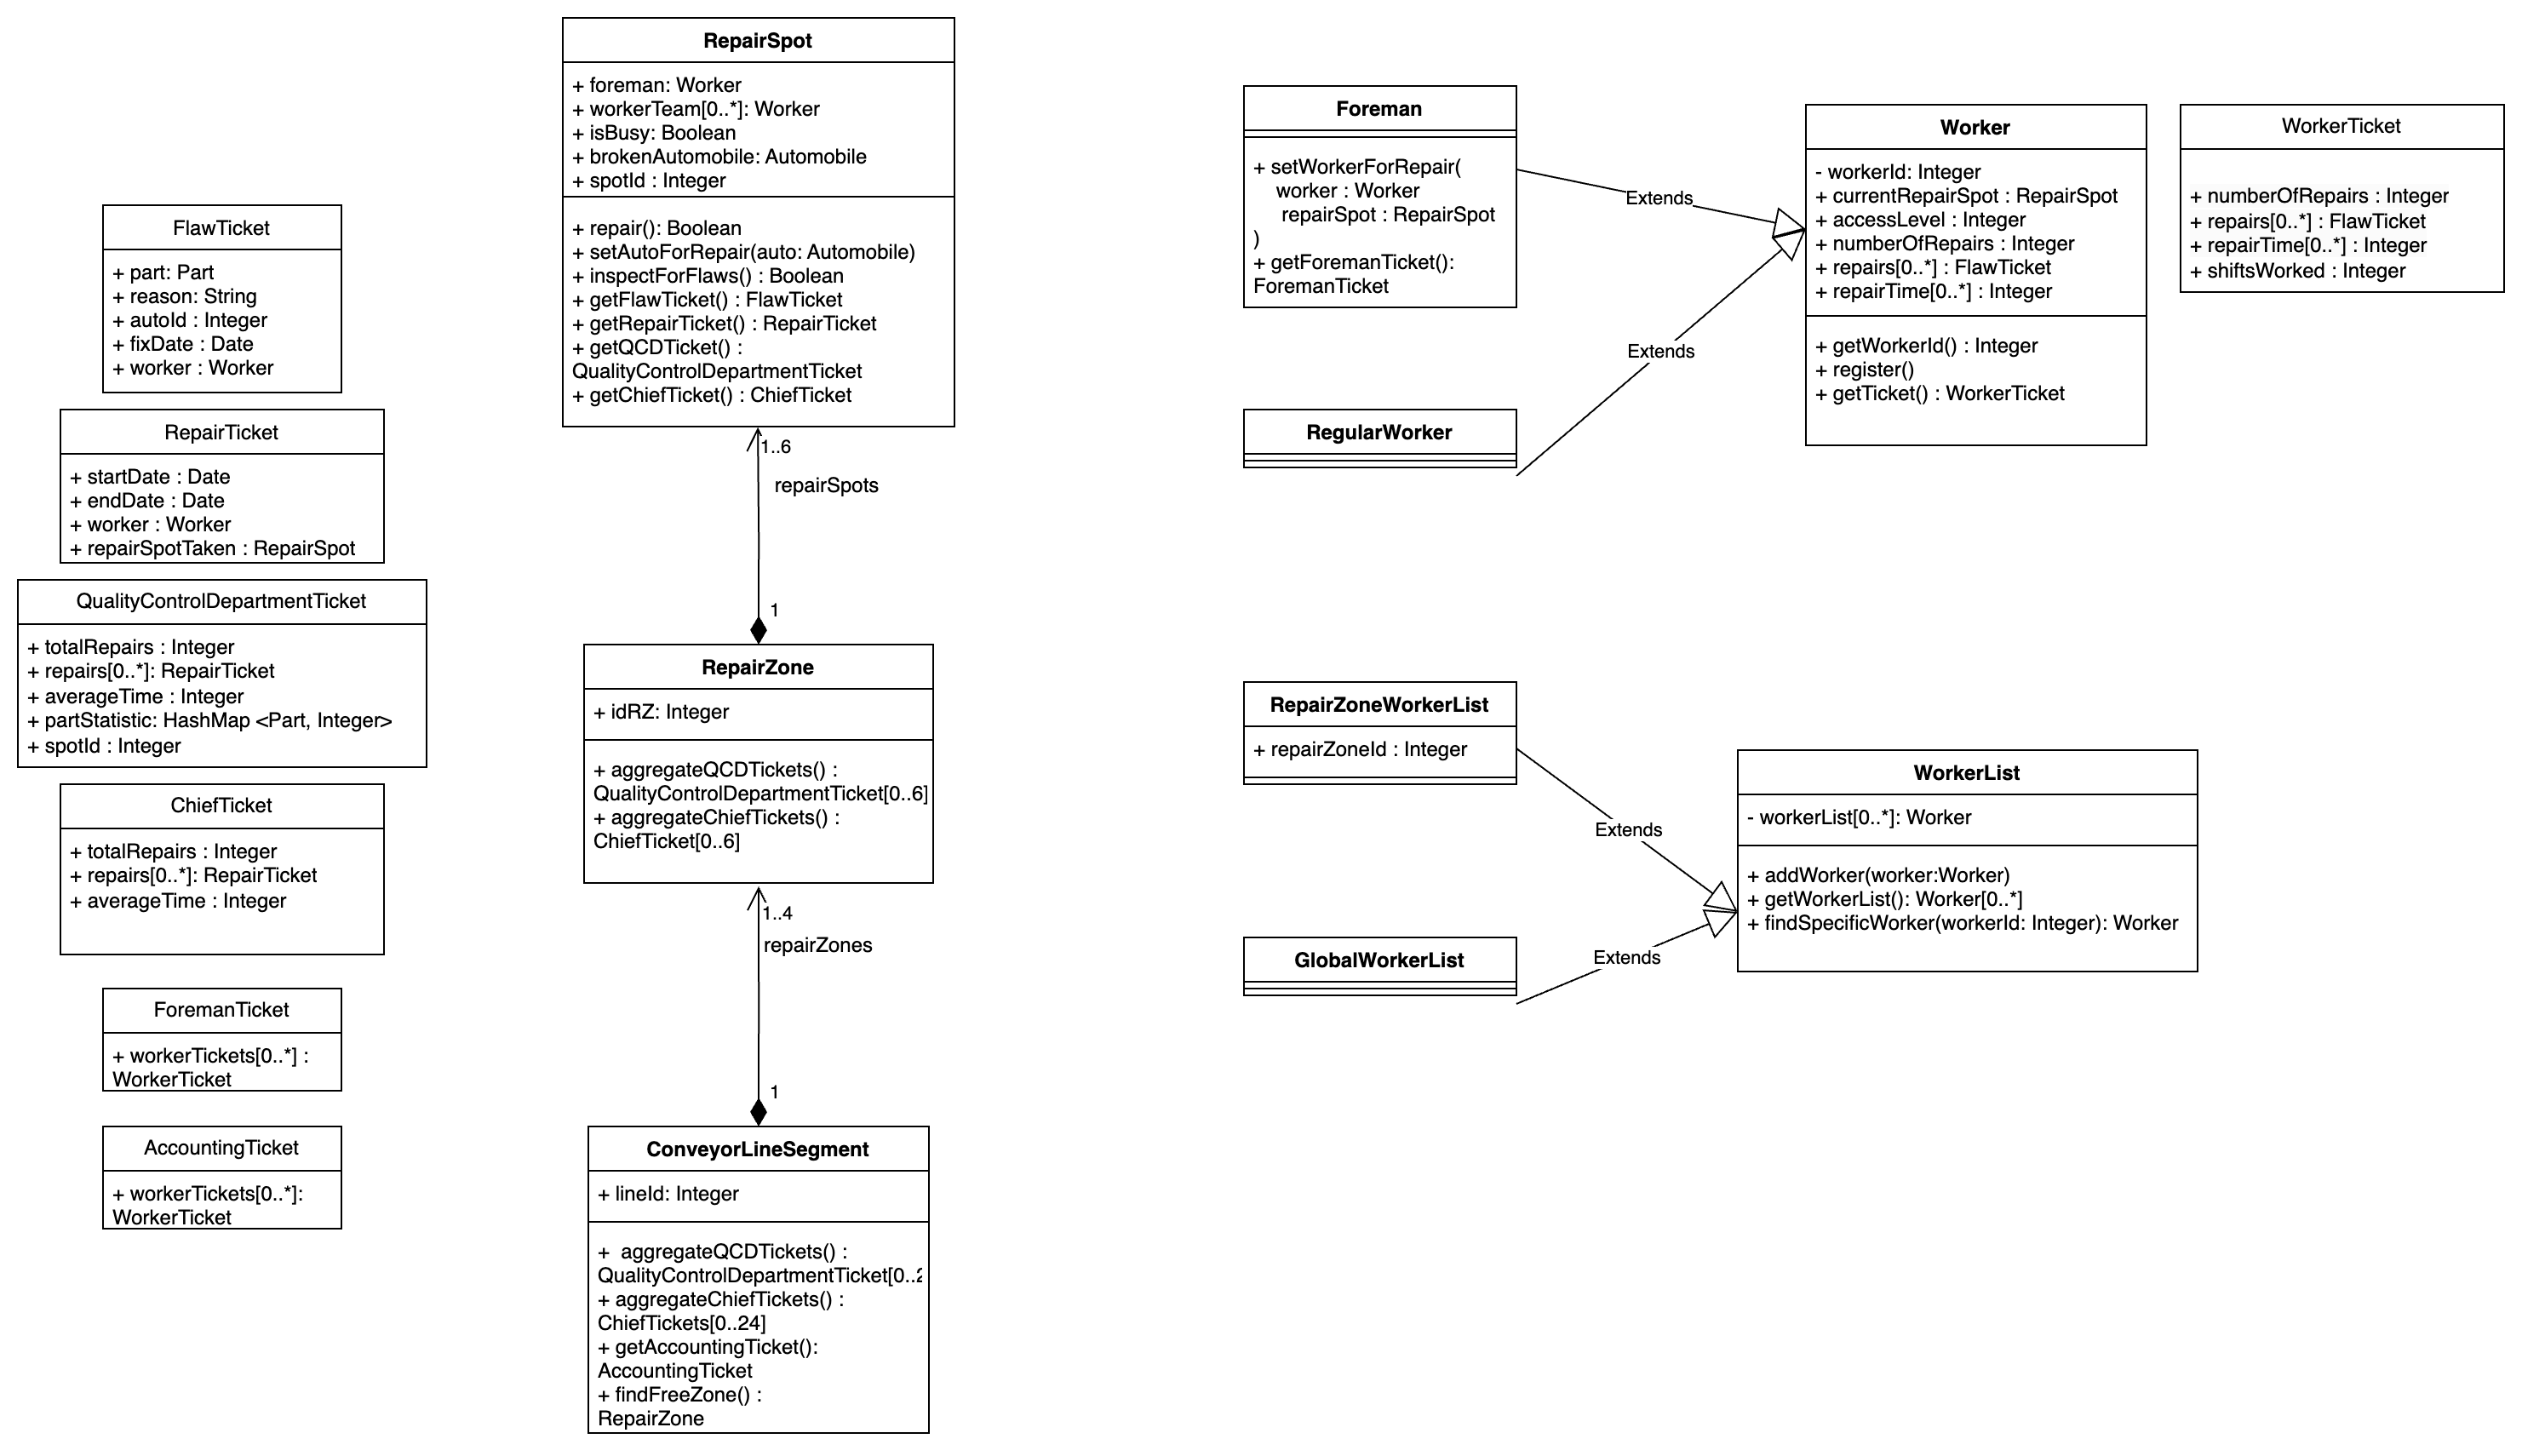 RepairSpot
+ foreman: Worker
+ workerTeam[0..*]: Worker
+ isBusy: Boolean
+ brokenAutomobile: Automobile
+ spotId : Integer
+ repair(): Boolean
+ setAutoForRepair(auto: Automobile)
+ inspectForFlaws() : Boolean
+ getFlawTicket() : FlawTicket
+ getRepairTicket() : RepairTicket
+ getQCDTicket() :
QualityControlDepartmentTicket
+ getChiefTicket() : ChiefTicket
1..6
repairSpots
1
RepairZone
+ idRZ: Integer
+ aggregateQCDTickets() :
QualityControlDepartmentTicket[0..6]
+ aggregateChiefTickets() :
ChiefTicket[0..6]
1..4
repairZones
1
ConveyorLineSegment
+ lineId: Integer
+  aggregateQCDTickets() :
QualityControlDepartmentTicket[0..2
+ aggregateChiefTickets() :
ChiefTickets[0..24]
+ getAccountingTicket():
AccountingTicket
+ findFreeZone() :
RepairZone
FlawTicket
+ part: Part
+ reason: String
+ autoId : Integer
+ fixDate : Date
+ worker : Worker
RepairTicket
+ startDate : Date
+ endDate : Date
+ worker : Worker
+ repairSpotTaken : RepairSpot
QualityControlDepartmentTicket
+ totalRepairs : Integer
+ repairs[0..*]: RepairTicket
+ averageTime : Integer
+ partStatistic: HashMap <Part, Integer>
+ spotId : Integer
ChiefTicket
+ totalRepairs : Integer
+ repairs[0..*]: RepairTicket
+ averageTime : Integer
ForemanTicket
+ workerTickets[0..*] :
WorkerTicket
AccountingTicket
+ workerTickets[0..*]:
WorkerTicket
Foreman
+ setWorkerForRepair(
worker : Worker
repairSpot : RepairSpot
)
+ getForemanTicket():
ForemanTicket
Extends
RegularWorker
Extends
Worker
- workerId: Integer
+ currentRepairSpot : RepairSpot
+ accessLevel : Integer
+ numberOfRepairs : Integer
+ repairs[0..*] : FlawTicket
+ repairTime[0..*] : Integer
+ getWorkerId() : Integer
+ register()
+ getTicket() : WorkerTicket
WorkerTicket
+ numberOfRepairs : Integer
+ repairs[0..*] : FlawTicket
+ repairTime[0..*] : Integer
+ shiftsWorked : Integer
RepairZoneWorkerList
+ repairZoneId : Integer
Extends
GlobalWorkerList
Extends
WorkerList
- workerList[0..*]: Worker
+ addWorker(worker:Worker)
+ getWorkerList(): Worker[0..*]
+ findSpecificWorker(workerId: Integer): Worker